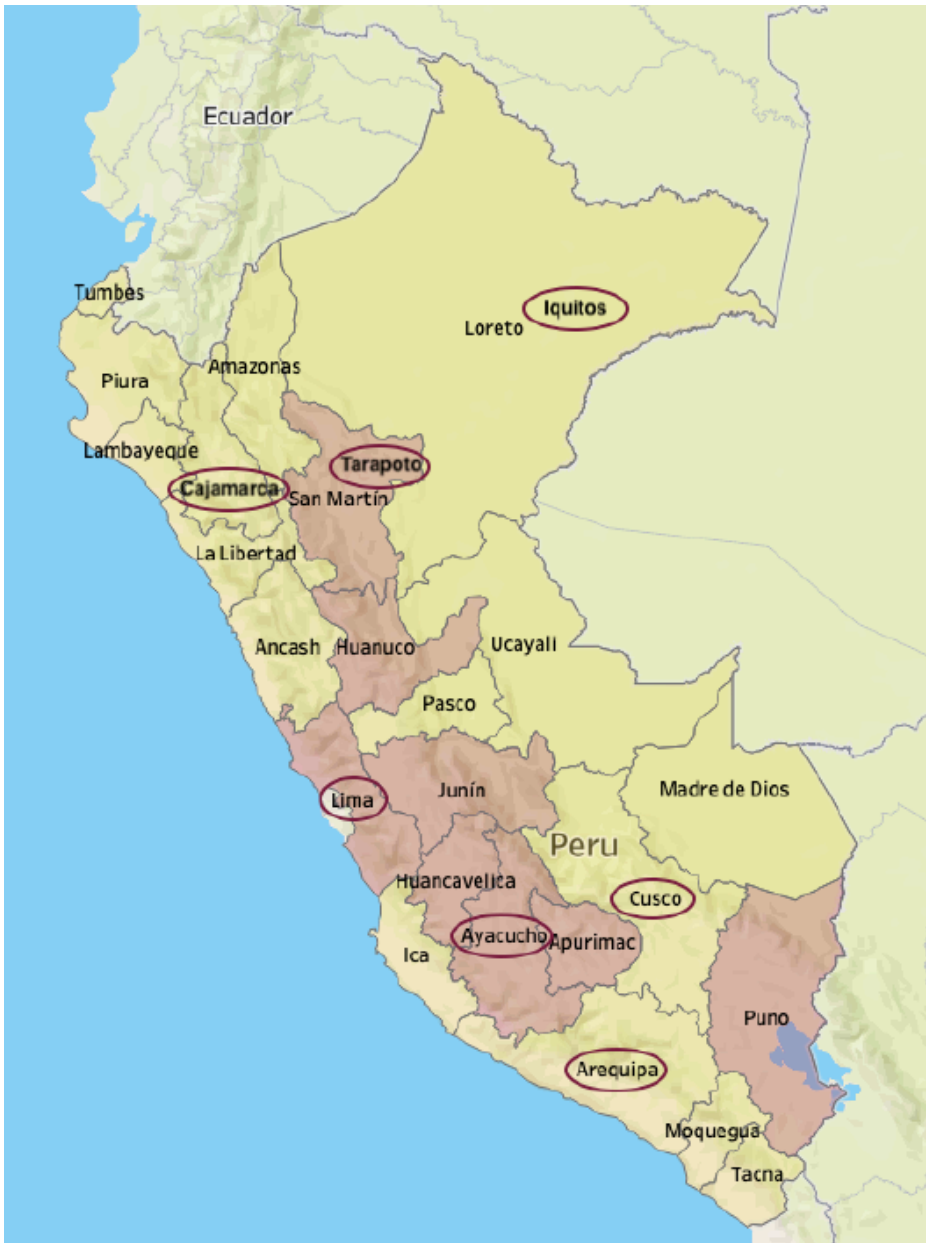 Ecuador
Tumbes
Iquitos
Loreto
Amazonas
Piura
Lambayeque
Tarapoto
Cajamarca
San Martín
La Libertad
Ancash
Huanuco
Ucayali
Pasco
Junín
Madre de Dios
Lima
Peru
Huancavelica
Cusco
Ayacucho
Apurimac
Ica
Puno
Arequipa
Moquegua
Tacna